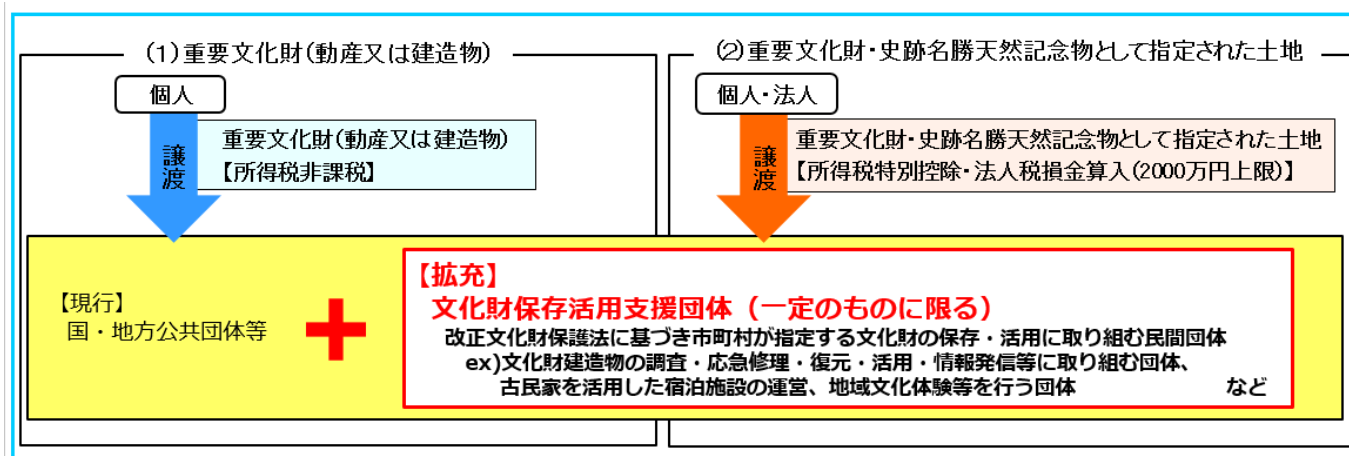 (1)重要文化財(動産又は建造物)
個人
譲渡
重要文化財(動産又は建造物)
【所得税非課税】
(2)重要文化財・史跡名勝天然記念物として指定された土地
個人・法人
譲渡
重要文化財・史跡名勝天然記念物として指定された土地
【所得税特別控除・法人税損金算入(2000万円上限)】
【現行】
国・地方公共団体等
+
【拡充】
文化財保存活用支援団体（一定のものに限る）
改正文化財保護法に基づき市町村が指定する文化財の保存・活用に取り組む民間団体
ex)文化財建造物の調査・応急修理・復元・活用・情報発信等に取り組む団体、
古民家を活用した宿泊施設の運営、地域文化体験等を行う団体 など